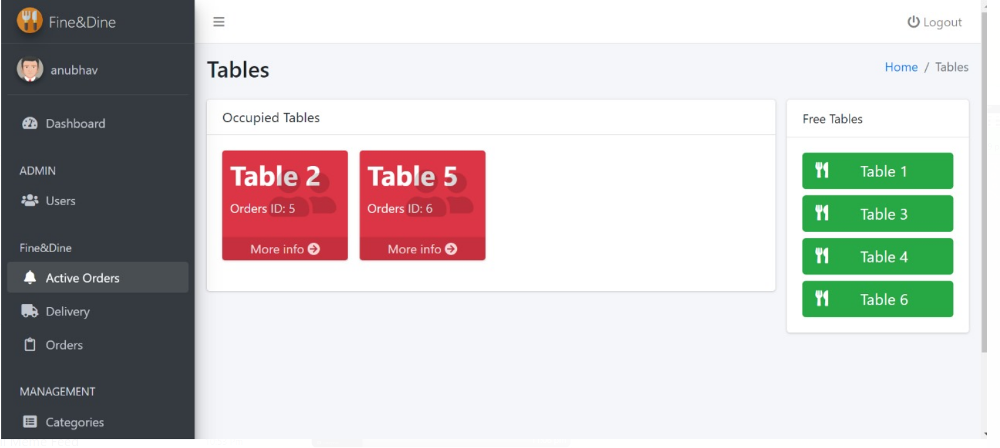 Fine&Dine
anubhav
Dashboard
ADMIN
Users
Fine&Dine
Active Orders
Delivery
Orders
MANAGEMENT
Categories
Logout
Tables
Home / Tables
Occupied Tables
Table 2
Orders ID: 5
More info
Table 5
Orders ID: 6
More info
Free Tables
Table 1
Table 3
Table 4
Table 6